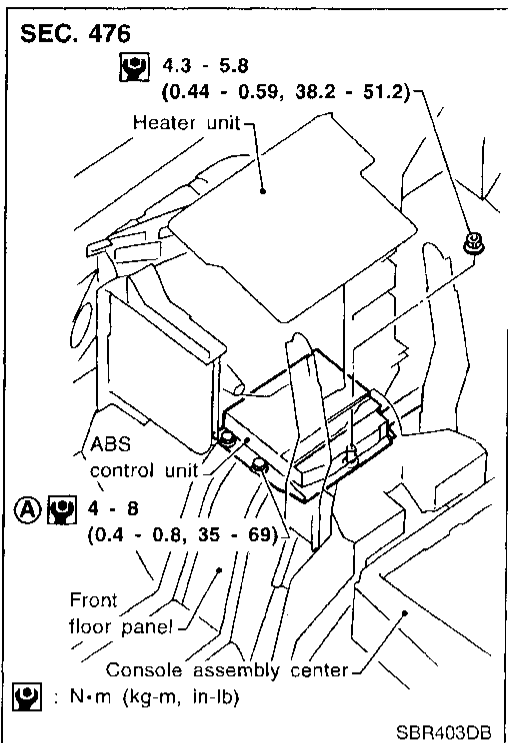 SEC. 476
4.3 - 5.8
(0.44 - 0.59, 38.2 - 51.2)
Heater unit
ABS
control unit
A 4 - 8
(0.4 - 0.8, 35 - 69)
Front
floor panel
Console assembly center
: N•m (kg-m, in-lb)
SBR403DB